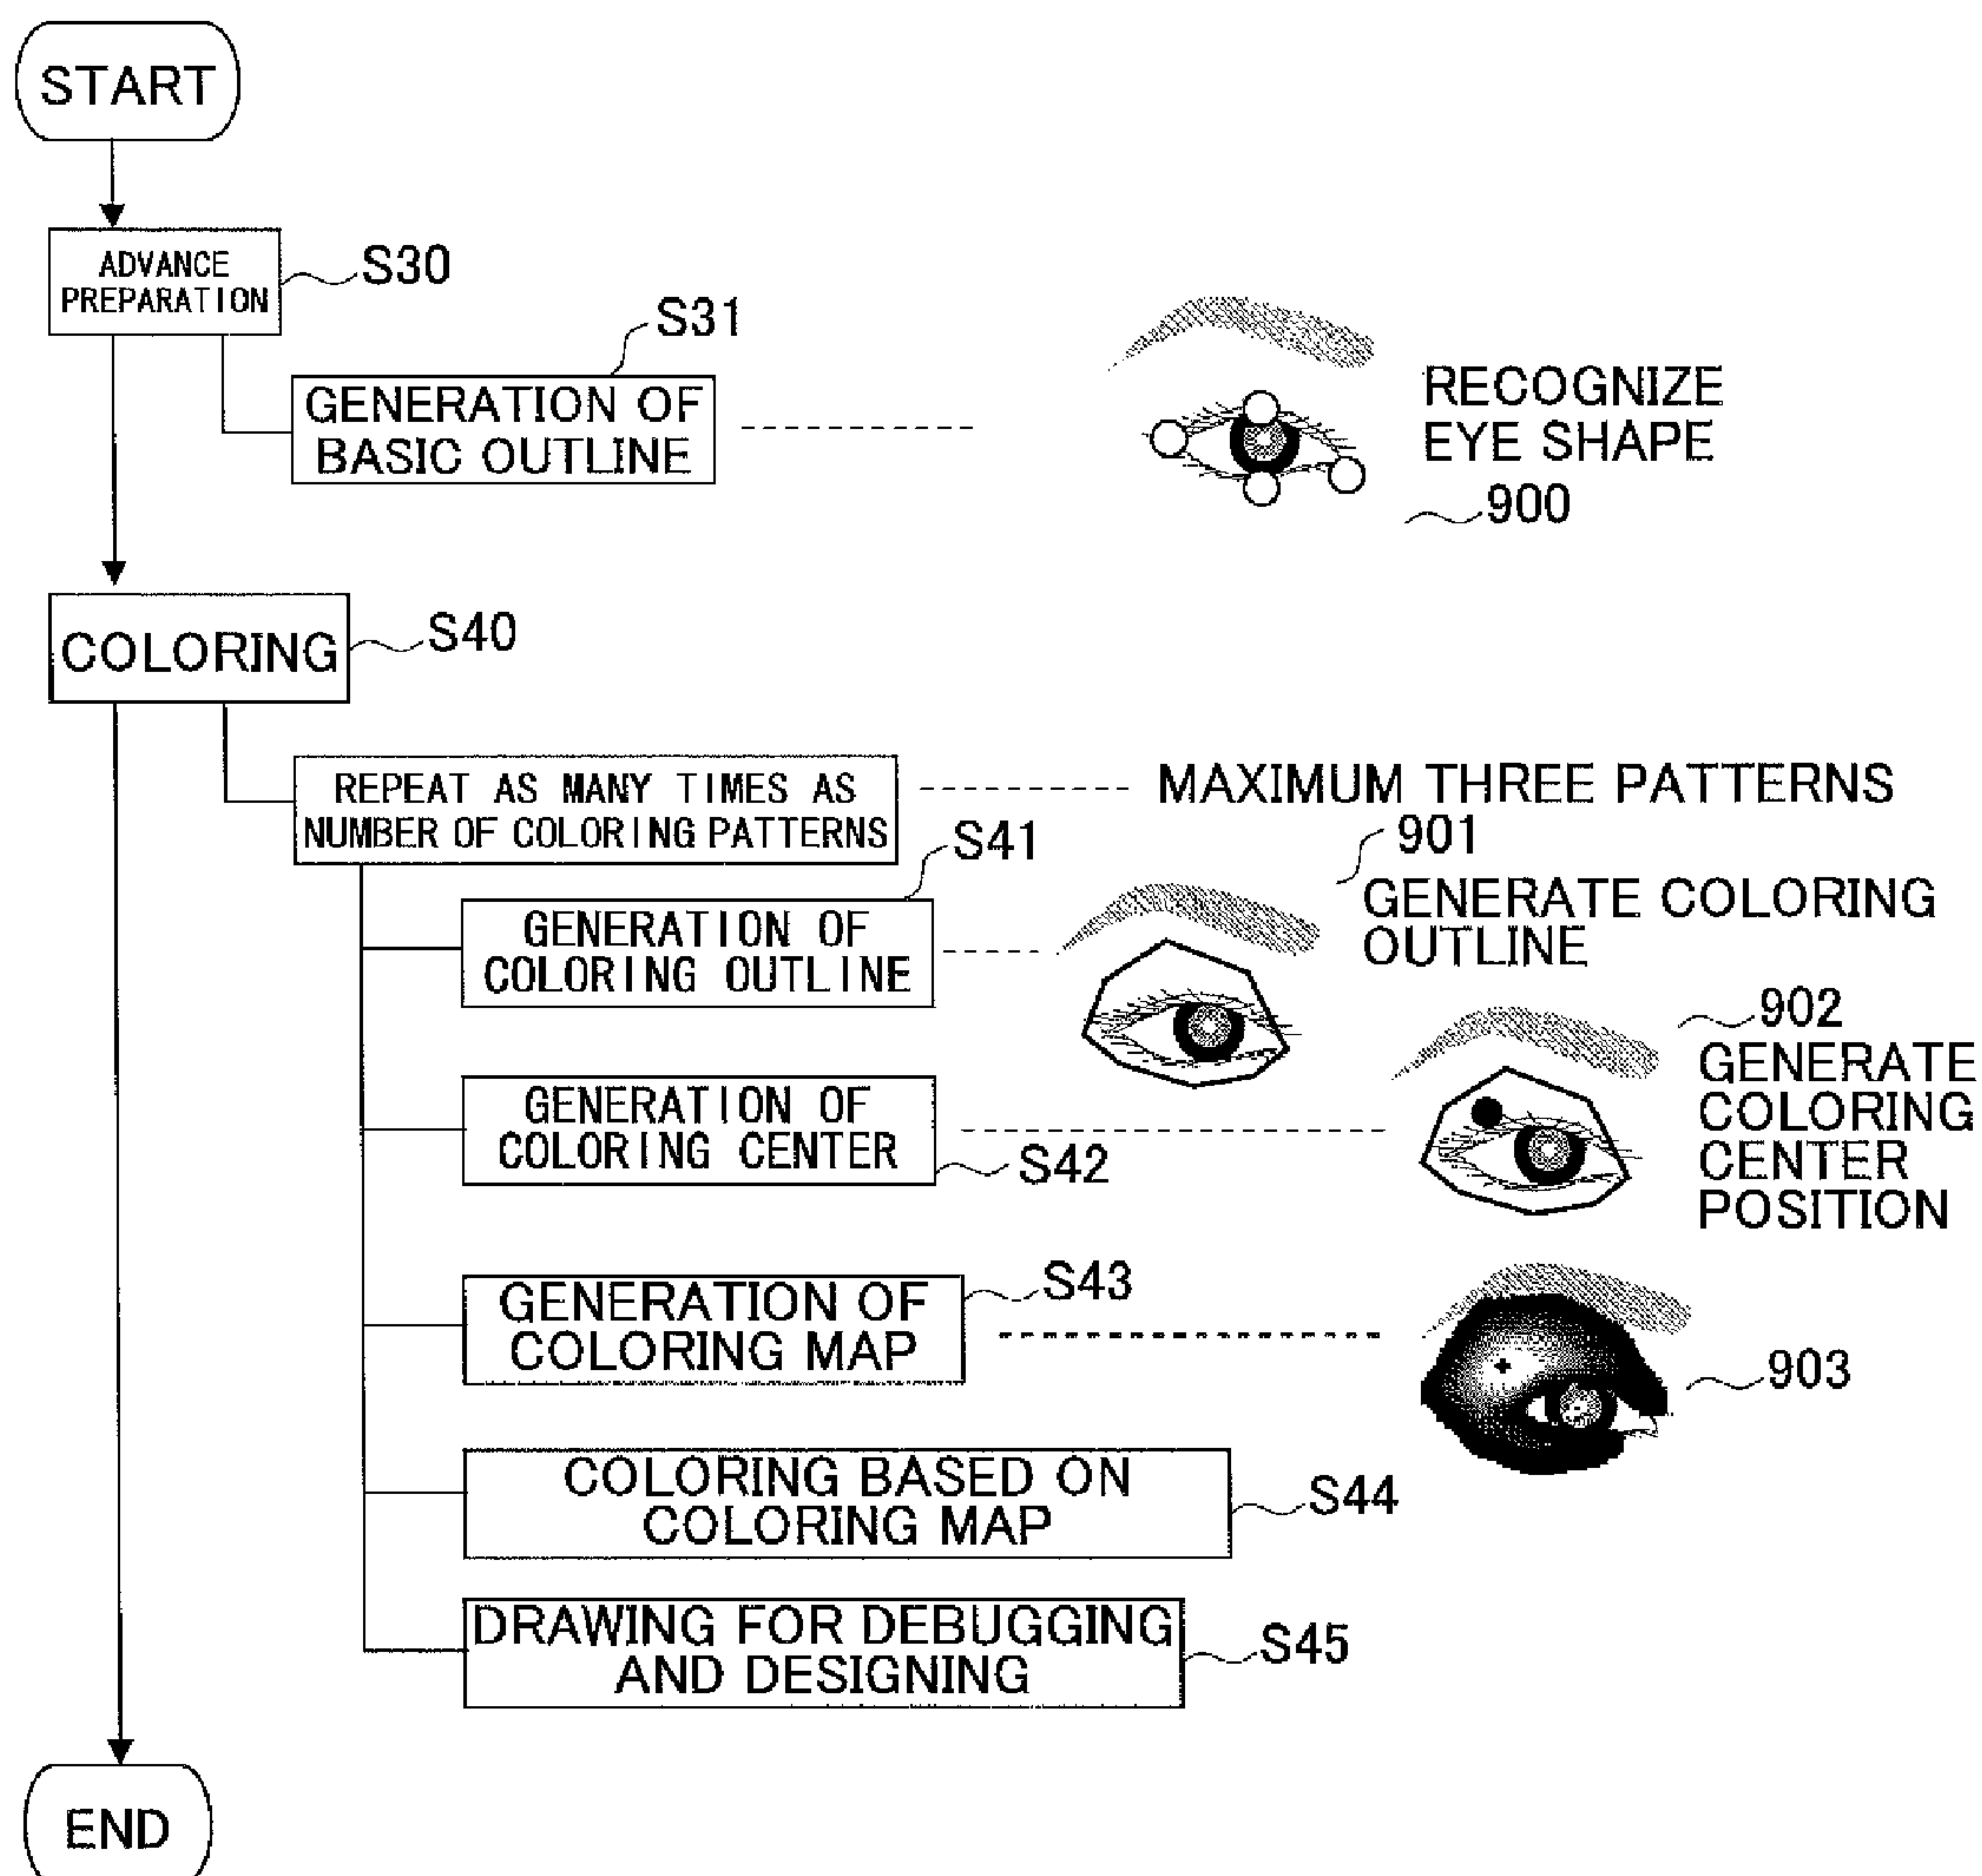 START
ADVANCE
PREPARATION
S30
S31
GENERATION OF
BASIC OUTLINE
RECOGNIZE
EYE SHAPE
900
COLORING
S40
REPEAT AS MANY TIMES AS
NUMBER OF COLORING PATTERNS
MAXIMUM THREE PATTERNS
S41
901
GENERATION OF
COLORING OUTLINE
GENERATE COLORING
OUTLINE
902
GENERATE
COLORING
CENTER
POSITION
GENERATION OF
COLORING CENTER
S42
GENERATION OF
COLORING MAP
S43
903
COLORING BASED ON
COLORING MAP
S44
DRAWING FOR DEBUGGING
AND DESIGNING
S45
END